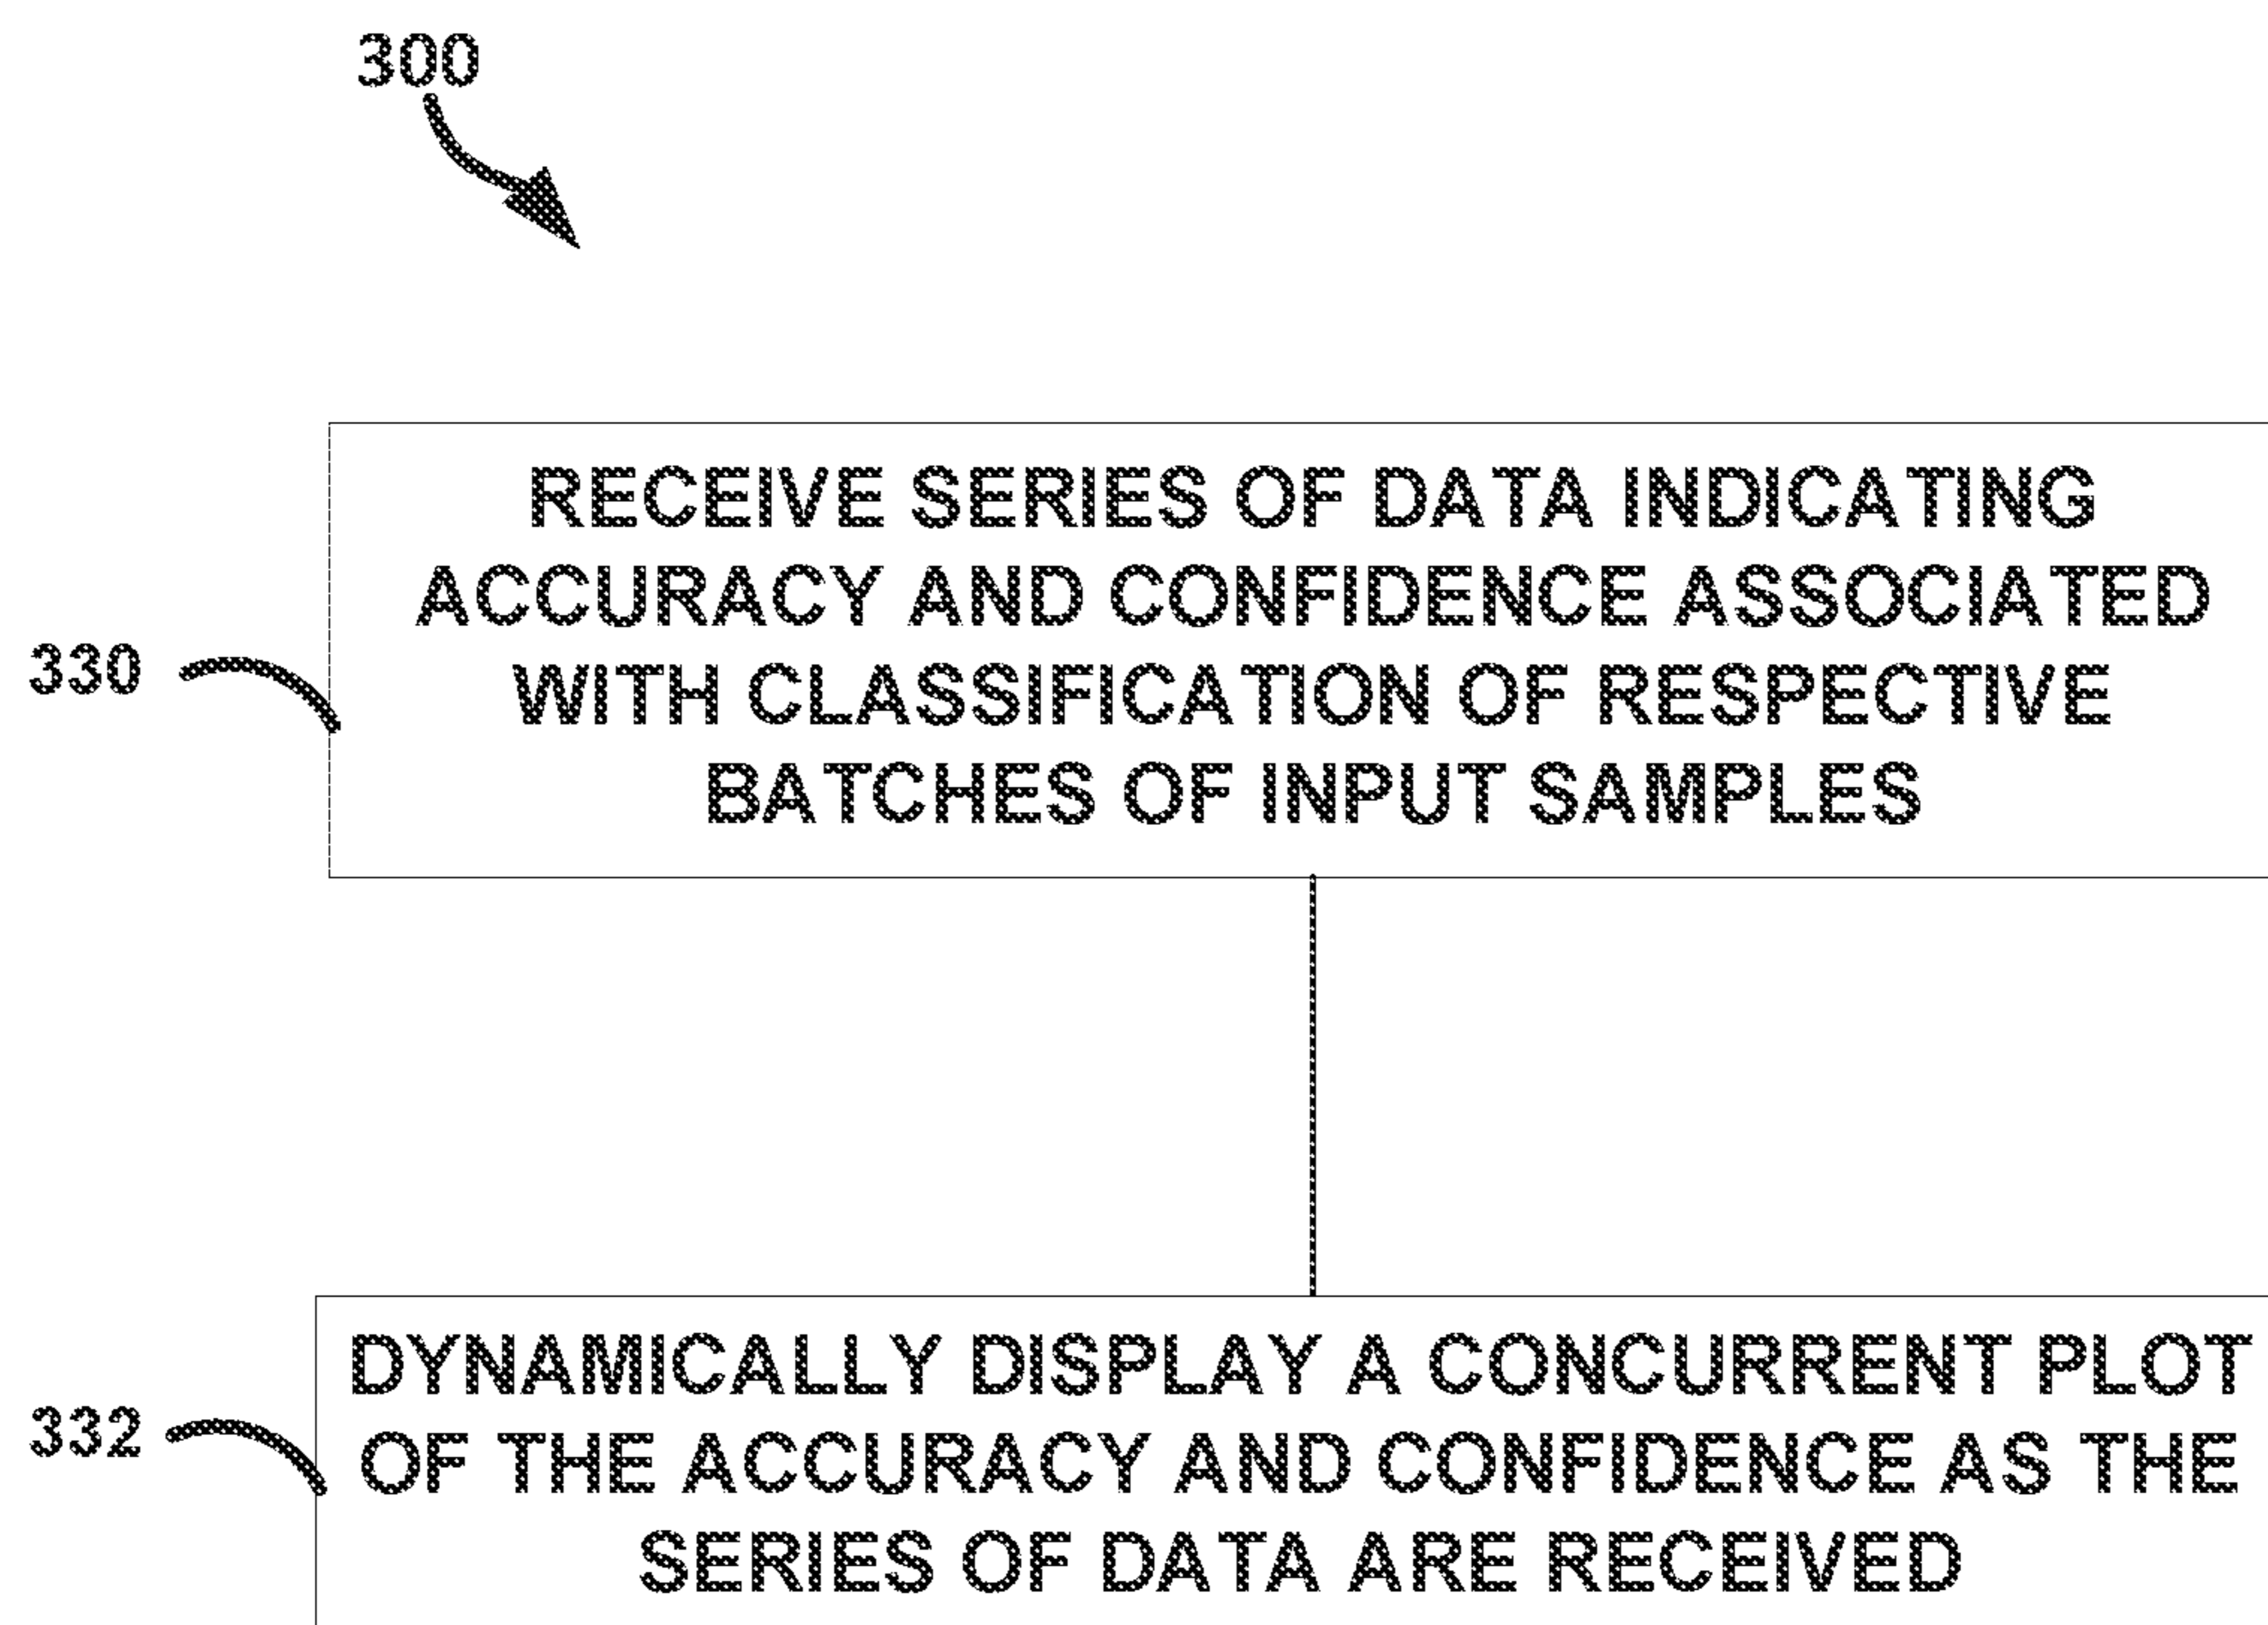 300
RECEIVE SERIES OF DATA INDICATING
ACCURACY AND CONFIDENCE ASSOCIATED
WITH CLASSIFICATION OF RESPECTIVE
BATCHES OF INPUT SAMPLES
330
DYNAMICALLY DISPLAY A CONCURRENT PLOT
OF THE ACCURACY AND CONFIDENCE AS THE
SERIES OF DATA ARE RECEIVED
332